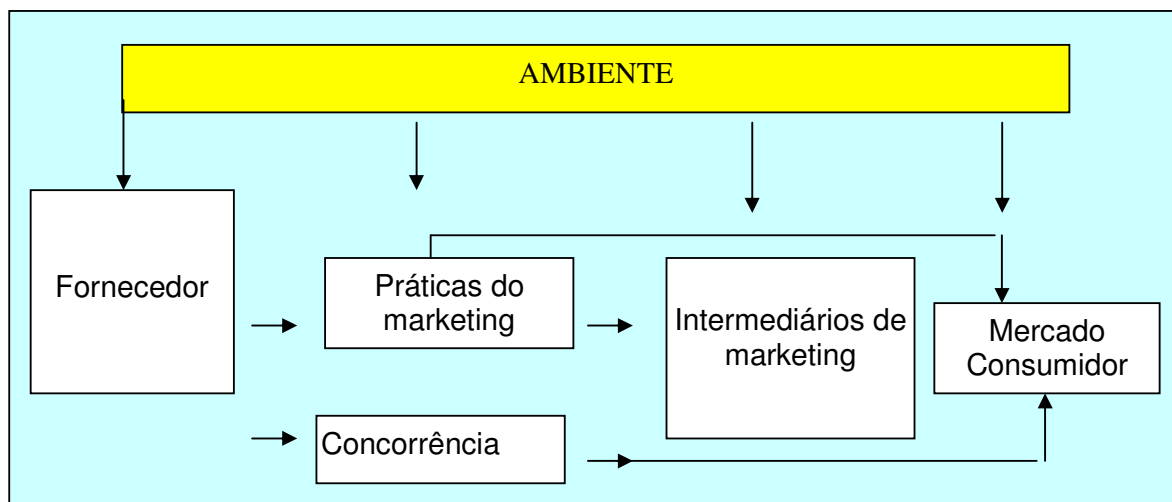 AMBIENTE
Fornecedor
Práticas do
marketing
Intermediários de
marketing
Mercado
Consumidor
Concorrência